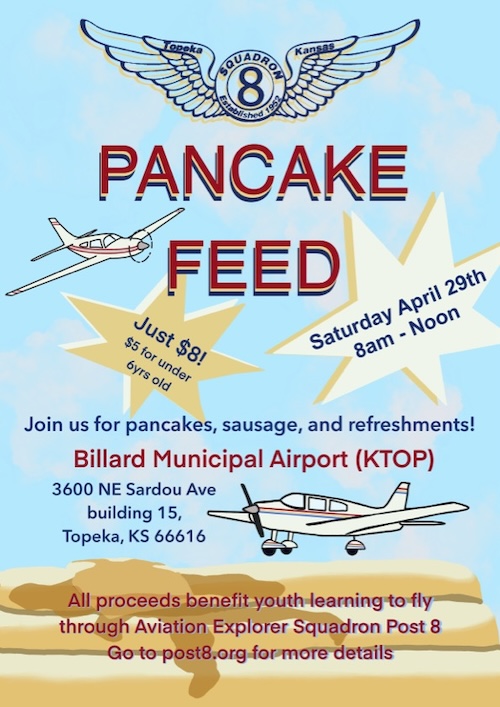 Topeka Kansas
SQUADRON
8
Established 1952
PANCAKE
FEED
Saturday April 29th
8am - Noon
Just $8!
$5 for under
6yrs old
Join us for pancakes, sausage, and refreshments!
Billard Municipal Airport (KTOP)
3600 NE Sardou Ave
building 15,
Topeka, KS 66616
All proceeds benefit youth learning to fly
through Aviation Explorer Squadron Post 8
Go to post8.org for more details